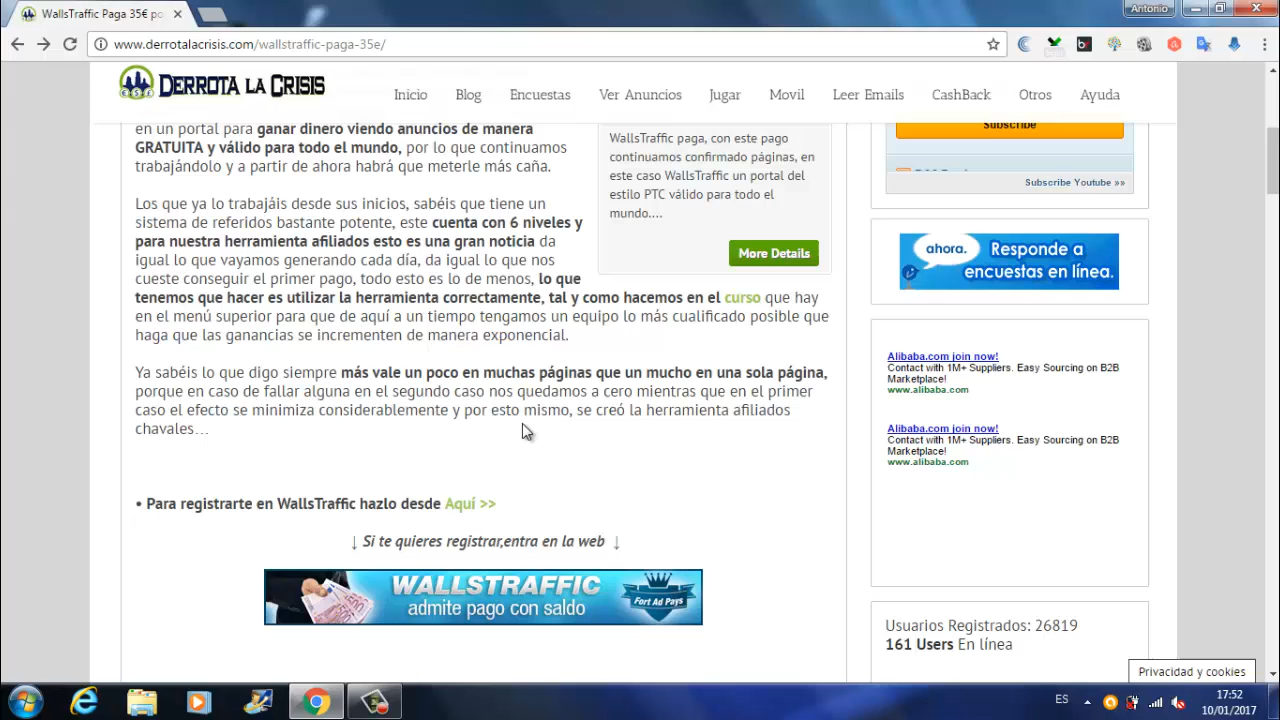 WallsTraffic Paga 35€ po
Antonio
www.derrotalacrisis.com/wallstraffic-paga-35e/
DERROTA LA CRISIS
Inicio Blog Encuestas Ver Anuncios Jugar Movil Leer Emails CashBack Otros Ayuda
en un portal para ganar dinero viendo anuncios de manera
GRATUITA y válido para todo el mundo, por lo que continuamos
trabajándolo y a partir de ahora habrá que meterle más caña.
Los que ya lo trabajáis desde sus inicios, sabéis que tiene un
sistema de referidos bastante potente, este cuenta con 6 niveles y
para nuestra herramienta afiliados esto es una gran noticia da
igual lo que vayamos generando cada día, da igual lo que nos
cueste conseguir el primer pago, todo esto es lo de menos, lo que
tenemos que hacer es utilizar la herramienta correctamente, tal y como hacemos en el curso que hay
en el menú superior para que de aquí a un tiempo tengamos un equipo lo más cualificado posible que
haga que las ganancias se incrementen de manera exponencial.
Ya sabéis lo que digo siempre más vale un poco en muchas páginas que un mucho en una sola página,
porque en caso de fallar alguna en el segundo caso nos quedamos a cero mientras que en el primer
caso el efecto se minimiza considerablemente y por esto mismo, se creó la herramienta afiliados
chavales...
• Para registrarte en WallsTraffic hazlo desde Aquí >>
↓ Si te quieres registrar,entra en la web ↓
WALLSTRAFFIC
admite pago con saldo
Fort Ad Pays
WallsTraffic paga, con este pago
continuamos confirmado páginas, en
este caso WallsTraffic un portal del
estilo PTC válido para todo el
mundo....
More Details
Subscribe
Subscribe Youtube »»
ahora.
Responde a
encuestas en línea.
Alibaba.com join now!
Contact with 1M+ Suppliers. Easy Sourcing on B2B
Marketplace!
www.alibaba.com
Alibaba.com join now!
Contact with 1M+ Suppliers. Easy Sourcing on B2B
Marketplace!
www.alibaba.com
Usuarios Registrados: 26819
161 Users En línea
Privacidad y cookies
ES
17:52
10/01/2017